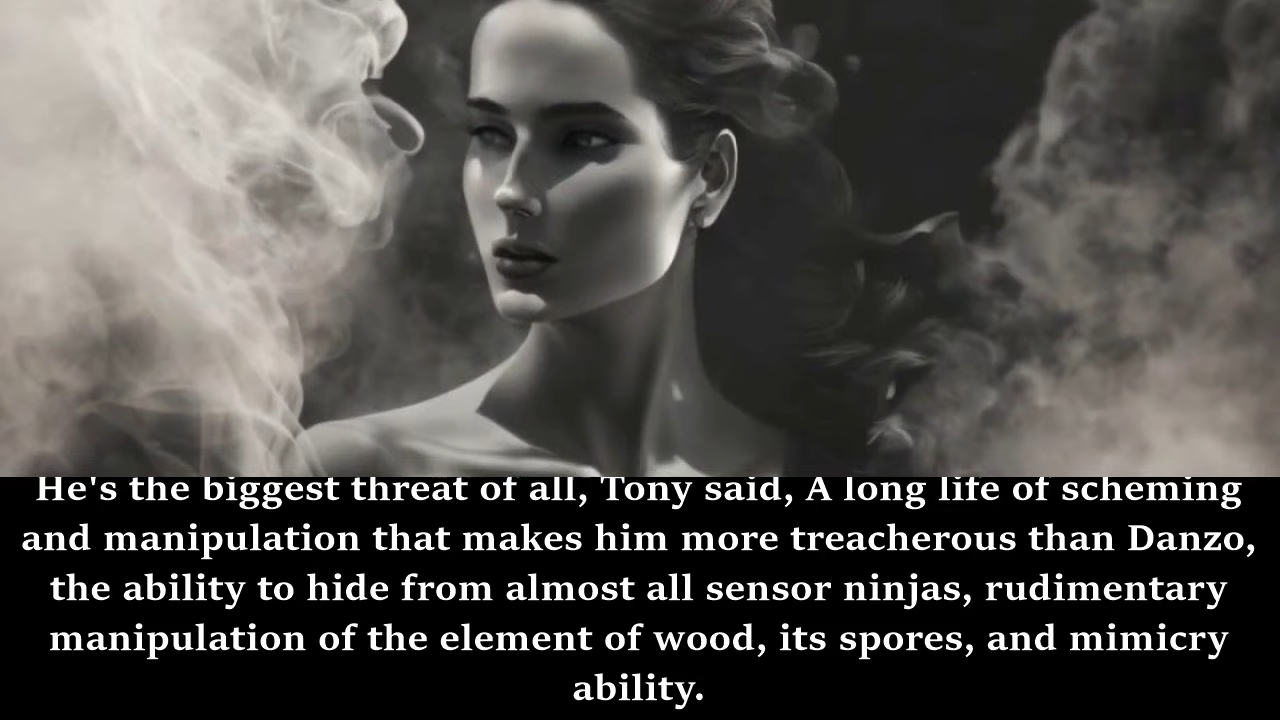 He's the biggest threat of all, Tony said, A long life of scheming
and manipulation that makes him more treacherous than Danzo,
the ability to hide from almost all sensor ninjas, rudimentary
manipulation of the element of wood, its spores, and mimicry
ability.